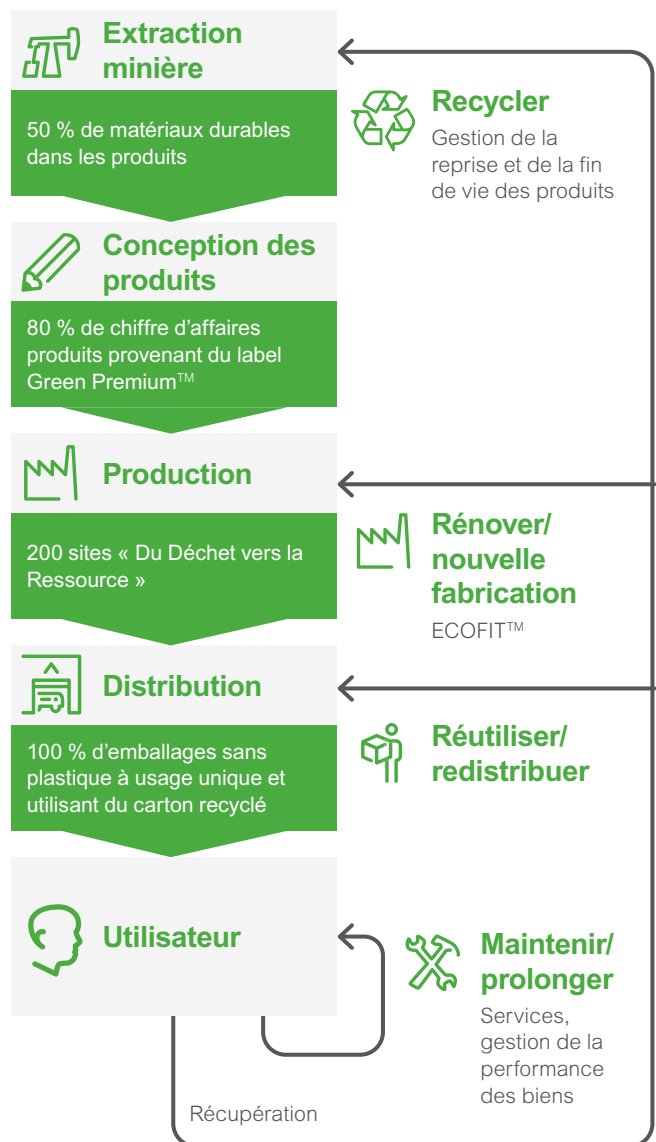 Extraction
minière
50 % de matériaux durables
dans les produits
Recycler
Gestion de la
reprise et de la fin
de vie des produits
Conception des
produits
80 % de chiffre d’affaires
produits provenant du label
Green Premium™
Production
200 sites « Du Déchet vers la
Ressource »
Rénover/
nouvelle
fabrication
ECOFIT™
Distribution
100 % d’emballages sans
plastique à usage unique et
utilisant du carton recyclé
Réutiliser/
redistribuer
Utilisateur
Maintenir/
prolonger
Services,
gestion de la
performance
des biens
Récupération